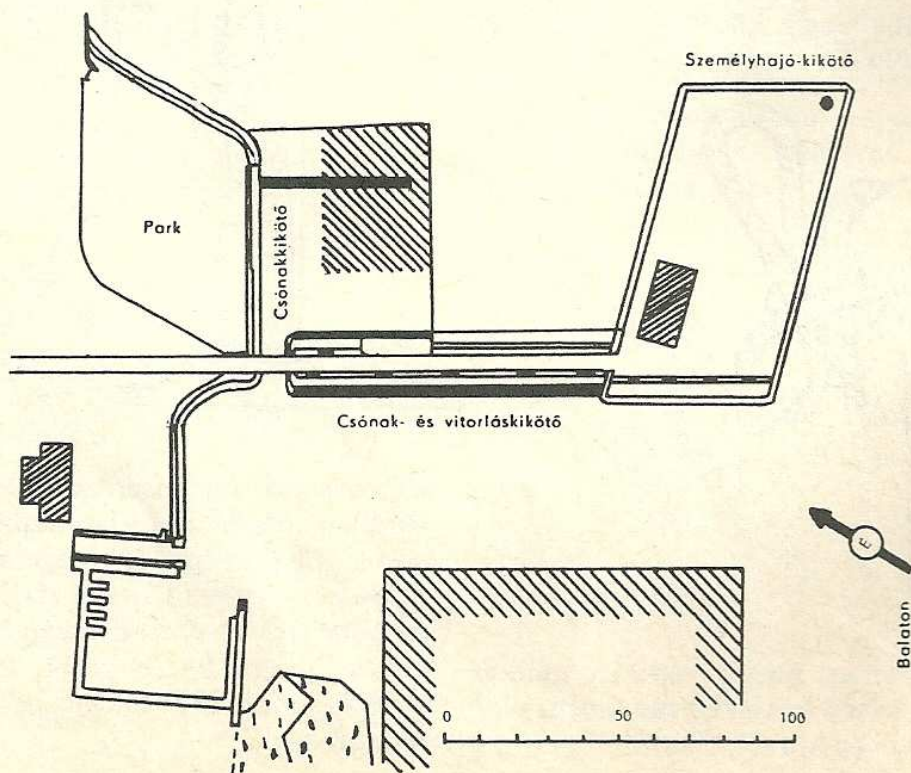 Személyhajó-kikötő
Park
Csónakkikötő
Csónak- és vitorláskikötő
É
Balaton
0 50 100